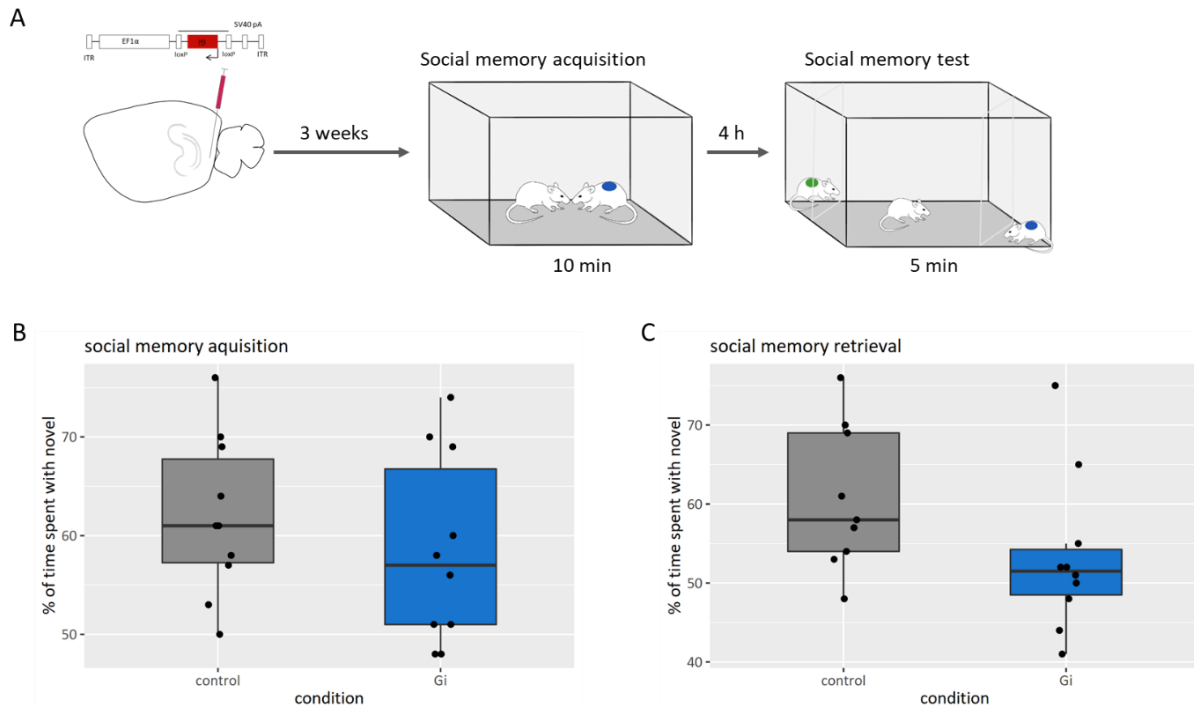 A
SV40 pA
EF1α
loxP
loxP
ITR
ITR
Social memory acquisition
Social memory test
3 weeks
4 h
10 min
5 min
B
social memory aquisition
% of time spent with novel
70
60
50
control
Gi
condition
C
social memory retrieval
% of time spent with novel
70
60
50
40
control
Gi
condition